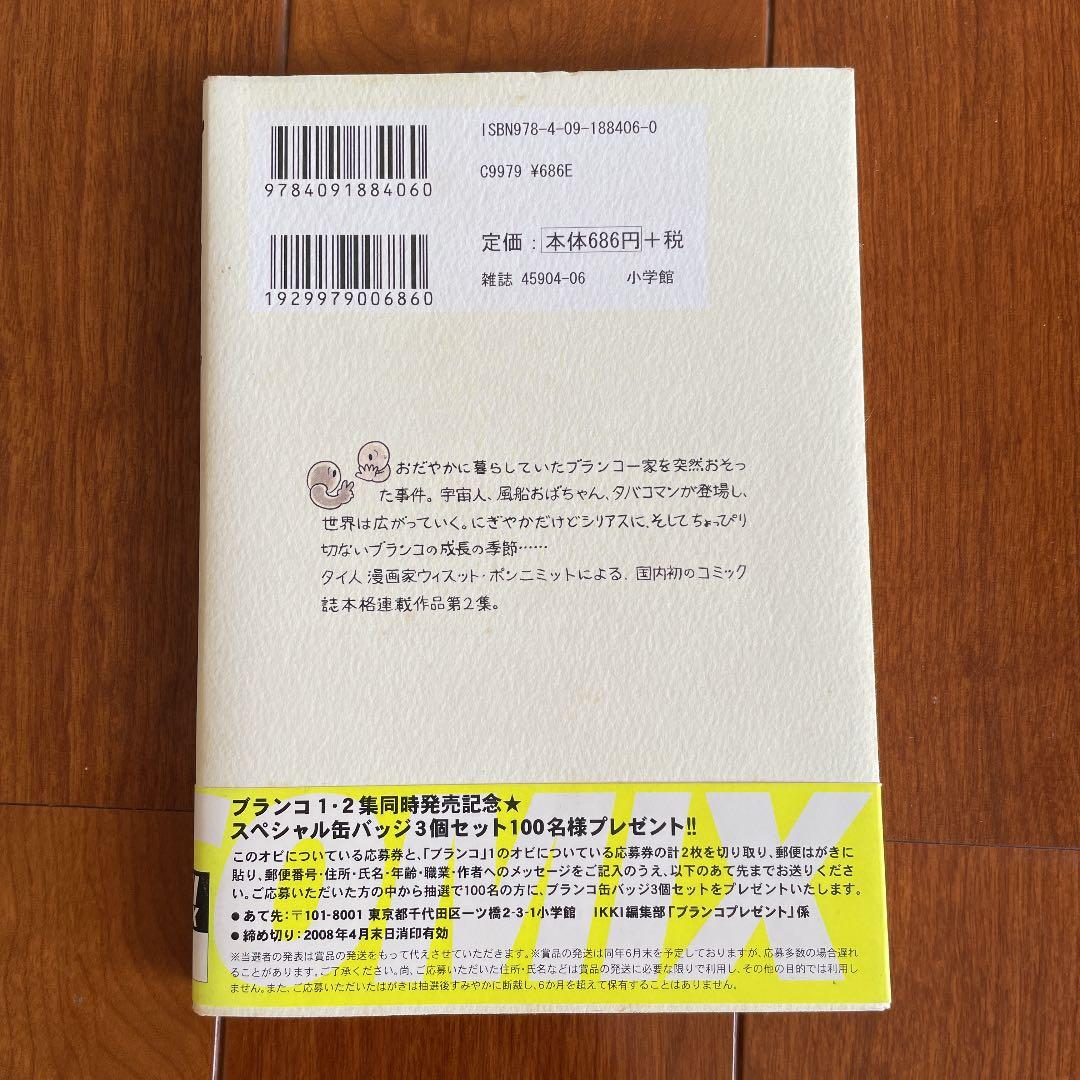 ISBN978-4-09-188406-0
9784091884060
C9979 ¥686E
定価：本体686円＋税
雑誌 45904-06 小学館
1929979006860
おだやかに暮らしていたブランコ一家を突然おそっ
た事件。宇宙人、風船おばちゃん、タバコマンが登場し、
世界は広がっていく。にぎやかだけどシリアスに、そしてちょっぴり
切ないブランコの成長の季節……
タイ人漫画家ウィスット・ポンニミットによる、国内初のコミック
誌本格連載作品第2集。
COMIX
ブランコ1・2集同時発売記念★
スペシャル缶バッジ3個セット100名様プレゼント!!
このオビについている応募券と、「ブランコ」1のオビについている応募券の計2枚を切り取り、郵便はがきに
貼り、郵便番号・住所・氏名・年齢・職業・作者へのメッセージをご記入のうえ、以下のあて先までお送りくださ
い。ご応募いただいた方の中から抽選で100名の方に、ブランコ缶バッジ3個セットをプレゼントいたします。
●あて先：〒101-8001 東京都千代田区一ツ橋2-3-1小学館 IKKI編集部「ブランコプレゼント」係
●締め切り：2008年4月末日消印有効
※当選者の発表は賞品の発送をもって代えさせていただきます。※賞品の発送は同年6月末を予定しておりますが、応募多数の場合遅れ
ることがあります。ご了承ください。尚、ご応募いただいた住所・氏名などは賞品の発送に必要な限りで利用し、その他の目的では利用し
ません。また、ご応募いただいたはがきは抽選後すみやかに断裁し、6か月を超えて保有することはありません。